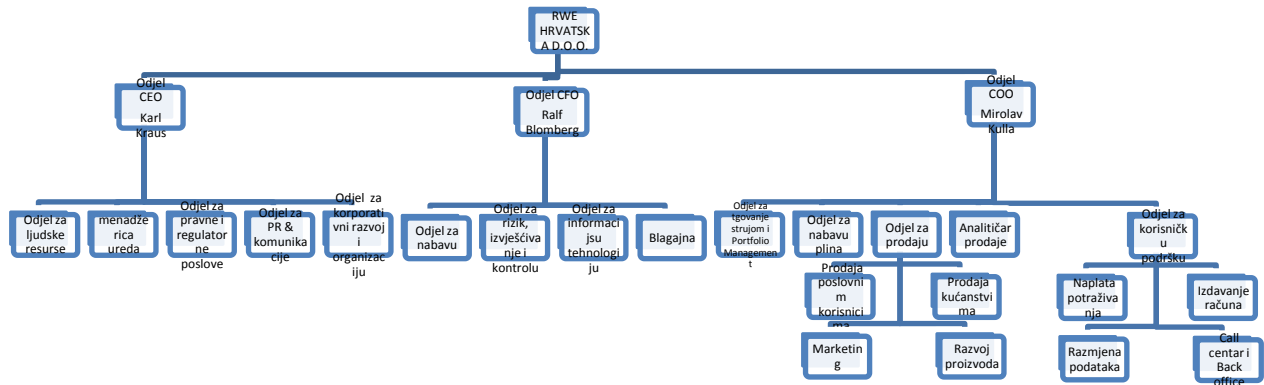 RWE
HRVATSK
A D.O.O.
Odjel
CEO
Karl
Kraus
Odjel CFO
Ralf
Blomberg
Odjel
COO
Mirolav
Kulla
Odjel za
ljudske
resurse
menadže
rica
ureda
Odjel za
pravne i
regulator
ne
poslove
Odjel za
PR &
komunika
cije
Odjel za
korporati
vni razvoj
i
organizac
iju
Odjel za
nabavu
Odjel za
rizik,
izvješćiva
nje i
kontrolu
Odjel za
informaci
jsu
tehnologi
ju
Blagajna
Odjel za
tgovanje
strujom i
Portfolio
Managemen
t
Odjel za
nabavu
plina
Odjel za
prodaju
Analitičar
prodaje
Odjel za
korisničk
u
podršku
Prodaja
poslovni
m
korisnici
ma
Prodaja
kućanstvi
ma
Marketin
g
Razvoj
proizvoda
Naplata
potraživa
nja
Izdavanje
računa
Razmjena
podataka
Call
centar i
Back
office